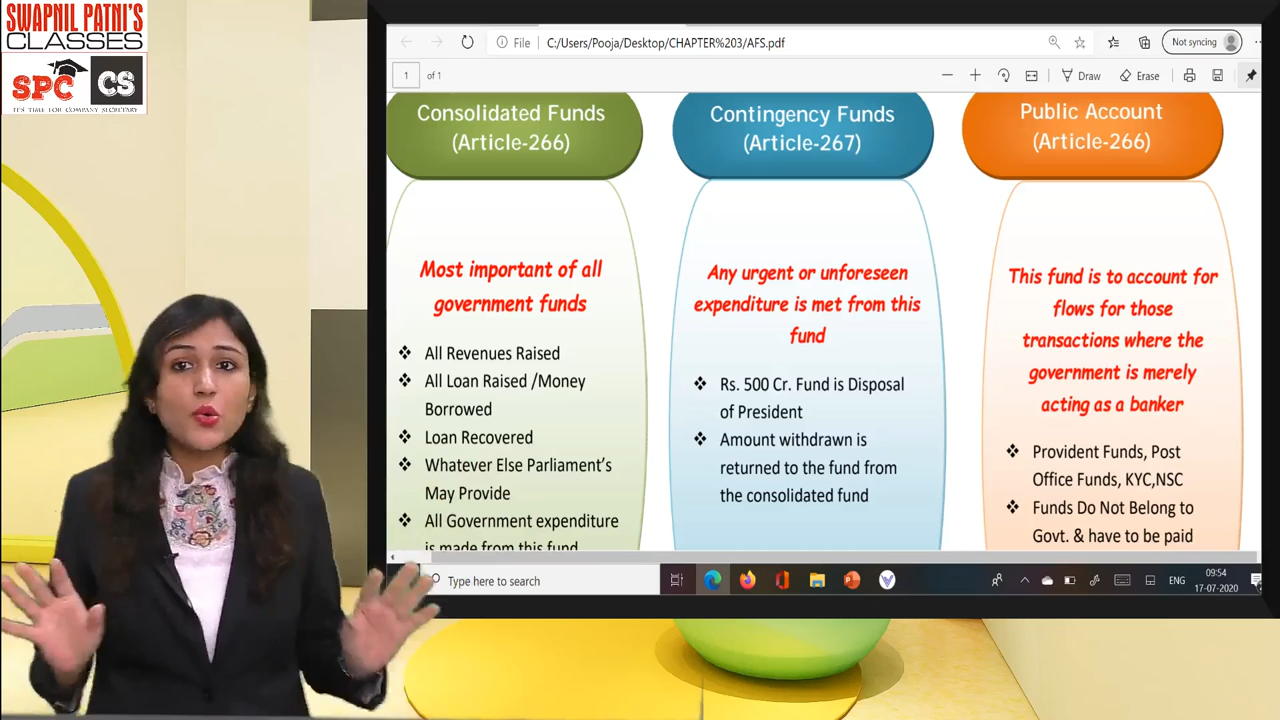 SWAPNIL PATNI'S
CLASSES
SPC CS
IT'S TIME FOR COMPANY SECRETARY
File C:/Users/Pooja/Desktop/CHAPTER%203/AFS.pdf
Not syncing
1 of 1
Draw
Erase
Consolidated Funds
(Article-266)
Most important of all
government funds
❖ All Revenues Raised
❖ All Loan Raised /Money
Borrowed
❖ Loan Recovered
❖ Whatever Else Parliament's
May Provide
❖ All Government expenditure
is made from this fund
Contingency Funds
(Article-267)
Any urgent or unforeseen
expenditure is met from this
fund
❖ Rs. 500 Cr. Fund is Disposal
of President
❖ Amount withdrawn is
returned to the fund from
the consolidated fund
Public Account
(Article-266)
This fund is to account for
flows for those
transactions where the
government is merely
acting as a banker
❖ Provident Funds, Post
Office Funds, KYC,NSC
❖ Funds Do Not Belong to
Govt. & have to be paid
Type here to search
ENG
09:54
17-07-2020